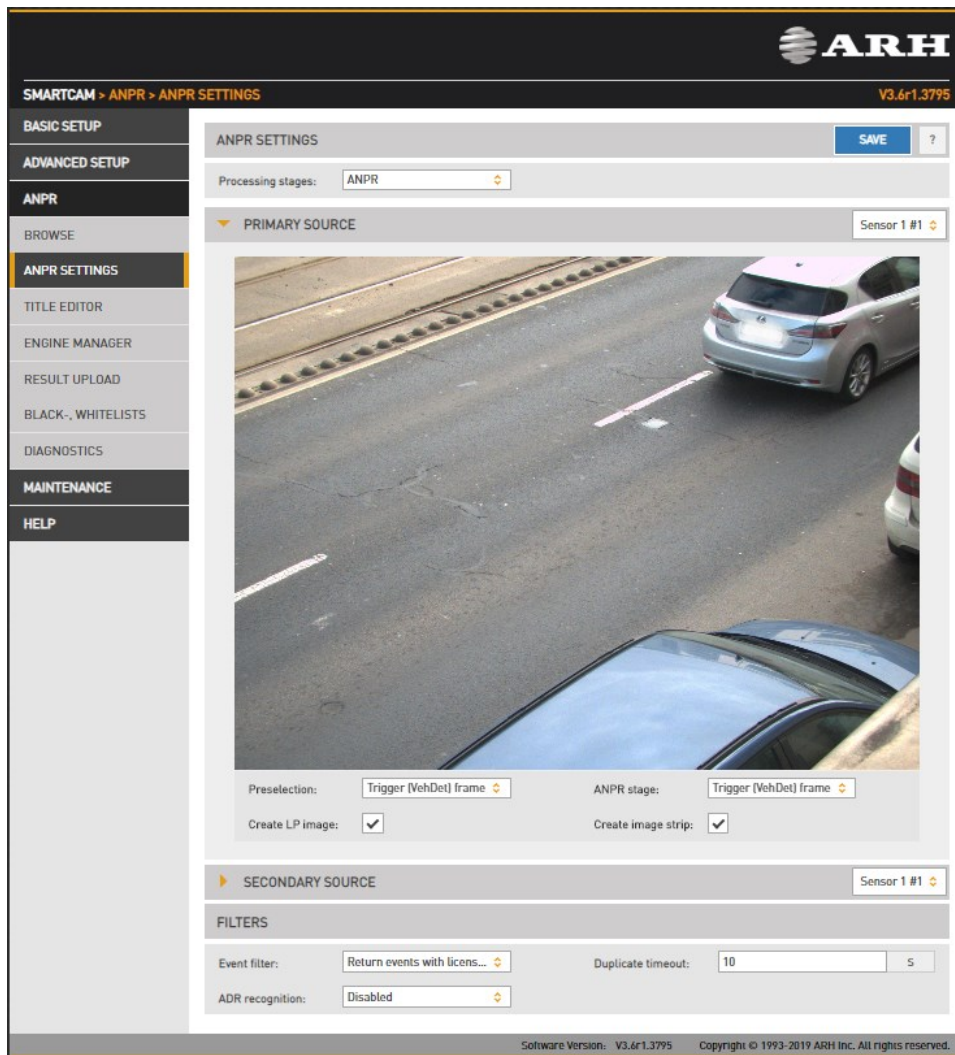 ARH
SMARTCAM > ANPR > ANPR SETTINGS
V3.6r1.3795
BASIC SETUP
ADVANCED SETUP
ANPR
BROWSE
ANPR SETTINGS
TITLE EDITOR
ENGINE MANAGER
RESULT UPLOAD
BLACK-, WHITELISTS
DIAGNOSTICS
MAINTENANCE
HELP
ANPR SETTINGS
SAVE
?
Processing stages: ANPR
PRIMARY SOURCE
Sensor 1 #1
Preselection: Trigger (VehDet) frame
ANPR stage: Trigger (VehDet) frame
Create LP image:
Create image strip:
SECONDARY SOURCE
Sensor 1 #1
FILTERS
Event filter: Return events with licens...
Duplicate timeout: 10 S
ADR recognition: Disabled
Software Version: V3.6r1.3795 Copyright © 1993-2019 ARH Inc. All rights reserved.